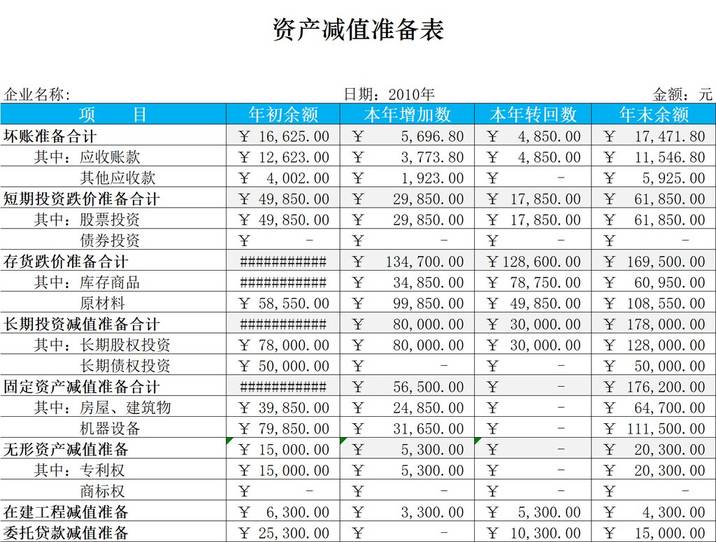 资产减值准备表
企业名称: 日期：2010年 金额：元
项 目 年初余额 本年增加数 本年转回数 年末余额
坏账准备合计 ￥ 16,625.00 ￥ 5,696.80 ￥ 4,850.00 ￥ 17,471.80
其中：应收账款 ￥ 12,623.00 ￥ 3,773.80 ￥ 4,850.00 ￥ 11,546.80
其他应收款 ￥ 4,002.00 ￥ 1,923.00 ￥ - ￥ 5,925.00
短期投资跌价准备合计 ￥ 49,850.00 ￥ 29,850.00 ￥ 17,850.00 ￥ 61,850.00
其中：股票投资 ￥ 49,850.00 ￥ 29,850.00 ￥ 17,850.00 ￥ 61,850.00
债券投资 ￥ - ￥ - ￥ - ￥ -
存货跌价准备合计 ########### ￥ 134,700.00 ￥128,600.00 ￥ 169,500.00
其中：库存商品 ########### ￥ 34,850.00 ￥ 78,750.00 ￥ 60,950.00
原材料 ￥ 58,550.00 ￥ 99,850.00 ￥ 49,850.00 ￥ 108,550.00
长期投资减值准备合计 ########### ￥ 80,000.00 ￥ 30,000.00 ￥ 178,000.00
其中：长期股权投资 ￥ 78,000.00 ￥ 80,000.00 ￥ 30,000.00 ￥ 128,000.00
长期债权投资 ￥ 50,000.00 ￥ - ￥ - ￥ 50,000.00
固定资产减值准备合计 ########### ￥ 56,500.00 ￥ - ￥ 176,200.00
其中：房屋、建筑物 ￥ 39,850.00 ￥ 24,850.00 ￥ - ￥ 64,700.00
机器设备 ￥ 79,850.00 ￥ 31,650.00 ￥ - ￥ 111,500.00
无形资产减值准备 ￥ 15,000.00 ￥ 5,300.00 ￥ - ￥ 20,300.00
其中：专利权 ￥ 15,000.00 ￥ 5,300.00 ￥ - ￥ 20,300.00
商标权 ￥ - ￥ - ￥ - ￥ -
在建工程减值准备 ￥ 6,300.00 ￥ 3,300.00 ￥ 5,300.00 ￥ 4,300.00
委托贷款减值准备 ￥ 25,300.00 ￥ - ￥ 10,300.00 ￥ 15,000.00